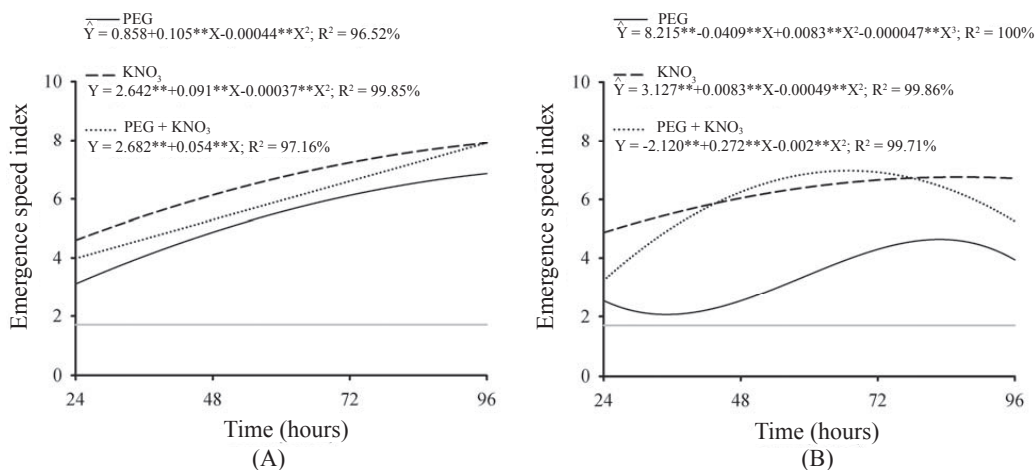 PEG
Ŷ = 0.858+0.105**X-0.00044**X²; R² = 96.52%
KNO₃
Y = 2.642**+0.091**X-0.00037**X²; R² = 99.85%
PEG + KNO₃
Y = 2.682**+0.054**X; R² = 97.16%
Emergence speed index
10
8
6
4
2
0
24
48
72
96
Time (hours)
(A)
PEG
Ŷ = 8.215**-0.0409**X+0.0083**X²-0.000047**X³; R² = 100%
KNO₃
Ŷ = 3.127**+0.0083**X-0.00049**X²; R² = 99.86%
PEG + KNO₃
Y = -2.120**+0.272**X-0.002**X²; R² = 99.71%
Emergence speed index
10
8
6
4
2
0
24
48
72
96
Time (hours)
(B)